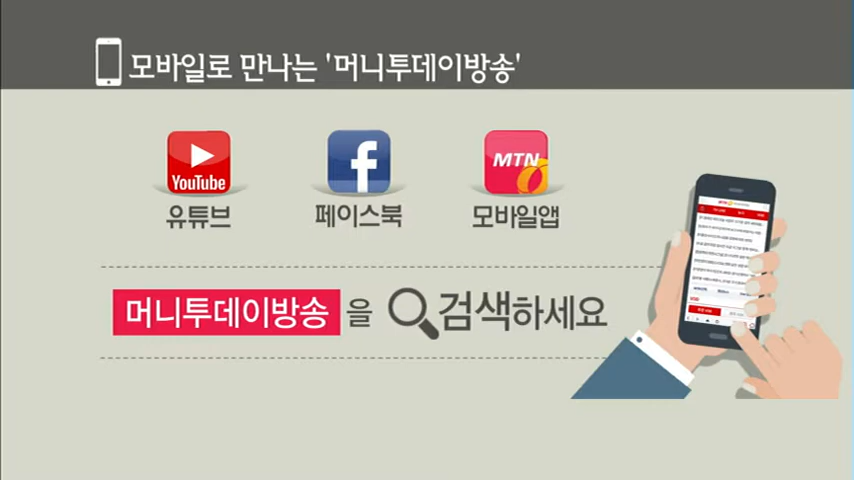 모바일로 만나는 '머니투데이방송'
YouTube
f
MTN
유튜브
페이스북
모바일앱
머니투데이방송을 검색하세요